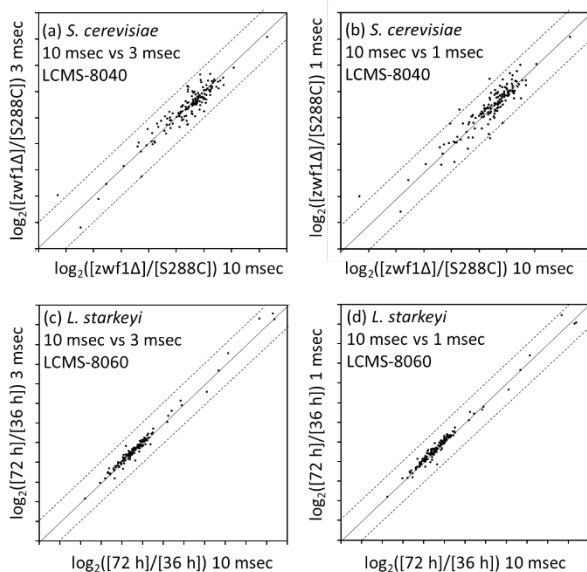 (a) S. cerevisiae
10 msec vs 3 msec
LCMS-8040
log₂([zwf1Δ]/[S288C]) 3 msec
log₂([zwf1Δ]/[S288C]) 10 msec
(b) S. cerevisiae
10 msec vs 1 msec
LCMS-8040
log₂([zwf1Δ]/[S288C]) 1 msec
log₂([zwf1Δ]/[S288C]) 10 msec
(c) L. starkeyi
10 msec vs 3 msec
LCMS-8060
log₂([72 h]/[36 h]) 3 msec
log₂([72 h]/[36 h]) 10 msec
(d) L. starkeyi
10 msec vs 1 msec
LCMS-8060
log₂([72 h]/[36 h]) 1 msec
log₂([72 h]/[36 h]) 10 msec